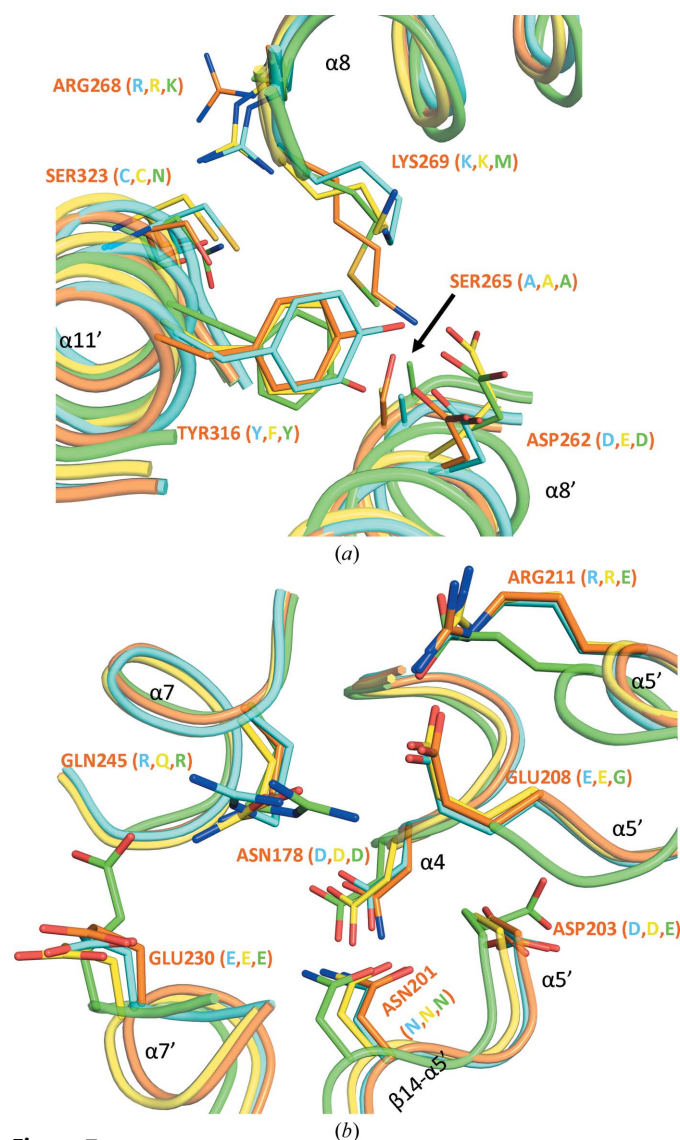 α8
ARG268 (R,R,K)
LYS269 (K,K,M)
SER323 (C,C,N)
SER265 (A,A,A)
α11’
TYR316 (Y,F,Y)
ASP262 (D,E,D)
α8’
(a)
ARG211 (R,R,E)
α7
α5’
GLN245 (R,Q,R)
GLU208 (E,E,G)
α5’
ASN178 (D,D,D)
α4
ASP203 (D,D,E)
GLU230 (E,E,E)
α5’
ASN201
(N,N,N)
α7’
β14-α5’
(b)